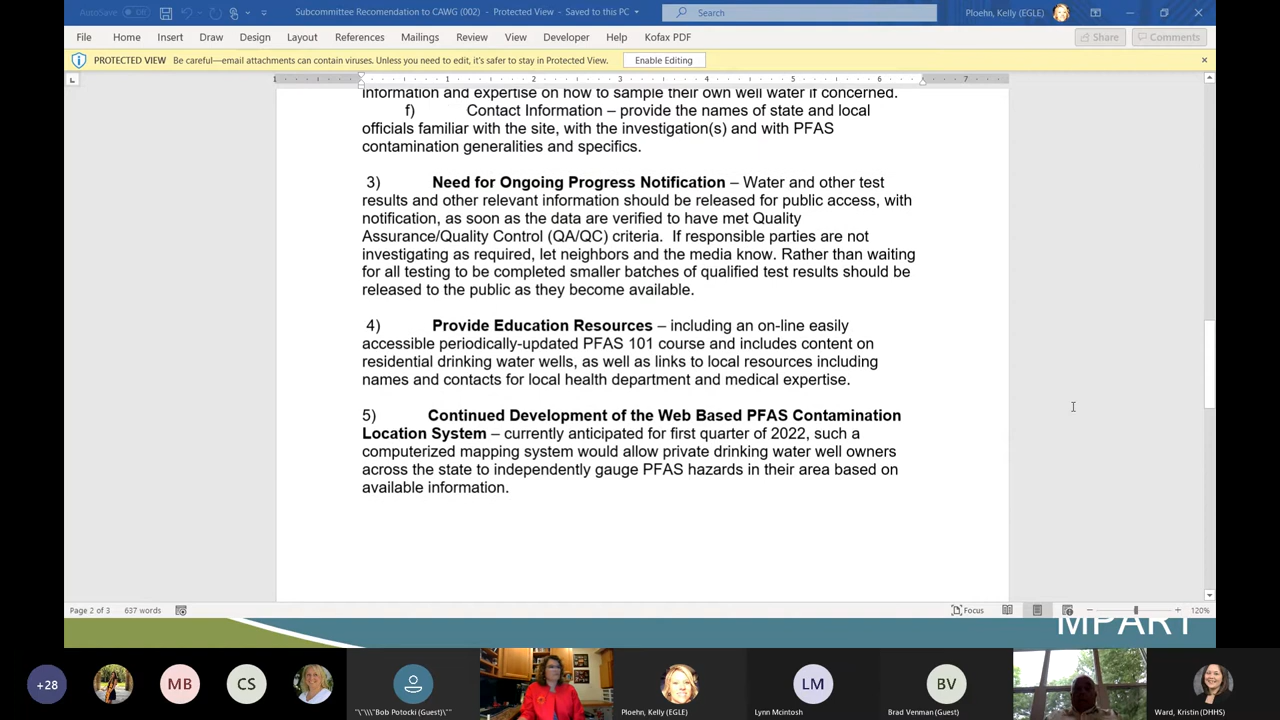 AutoSave Off
Subcommittee Recomendation to CAWG (002) - Protected View - Saved to this PC
Search
Ploehn, Kelly (EGLE)
File Home Insert Draw Design Layout References Mailings Review View Developer Help Kofax PDF Share Comments
PROTECTED VIEW Be careful—email attachments can contain viruses. Unless you need to edit, it's safer to stay in Protected View. Enable Editing
1 1 2 3 4 5 6 7
information and expertise on how to sample their own well water if concerned.
f) Contact Information – provide the names of state and local
officials familiar with the site, with the investigation(s) and with PFAS
contamination generalities and specifics.
3) Need for Ongoing Progress Notification – Water and other test
results and other relevant information should be released for public access, with
notification, as soon as the data are verified to have met Quality
Assurance/Quality Control (QA/QC) criteria. If responsible parties are not
investigating as required, let neighbors and the media know. Rather than waiting
for all testing to be completed smaller batches of qualified test results should be
released to the public as they become available.
4) Provide Education Resources – including an on-line easily
accessible periodically-updated PFAS 101 course and includes content on
residential drinking water wells, as well as links to local resources including
names and contacts for local health department and medical expertise.
5) Continued Development of the Web Based PFAS Contamination
Location System – currently anticipated for first quarter of 2022, such a
computerized mapping system would allow private drinking water well owners
across the state to independently gauge PFAS hazards in their area based on
available information.
Page 2 of 3 637 words Focus 120%
MPART
+28 MB CS LM BV
"\"\\\"Bob Potocki (Guest)\"" Ploehn, Kelly (EGLE) Lynn Mcintosh Brad Venman (Guest) Ward, Kristin (DHHS)